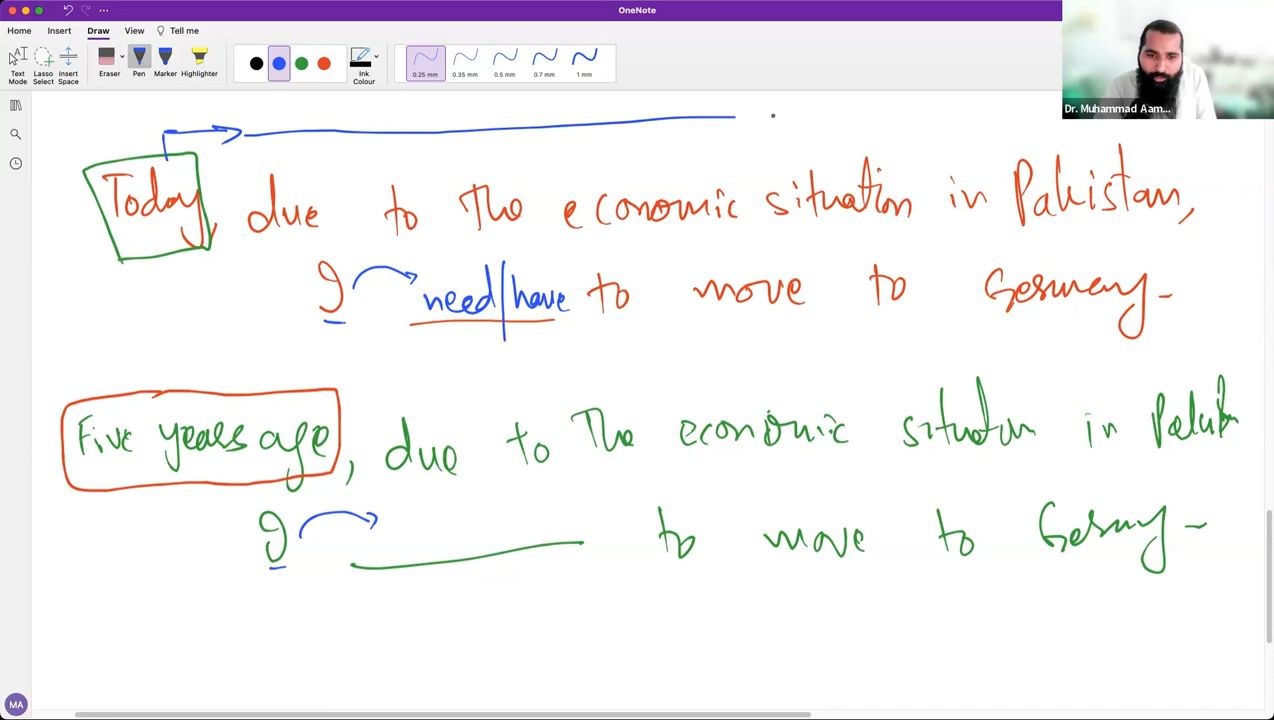 OneNote
Home Insert Draw View Tell me
Text Mode Lasso Select Insert Space Eraser Pen Marker Highlighter Ink Colour 0.25 mm 0.35 mm 0.5 mm 0.7 mm 1 mm
Dr. Muhammad Aam...
Today, due to the economic situation in Pakistan,
I need/have to move to Germany-
Five years ago, due to the economic situation in
I to move to Germany-
MA